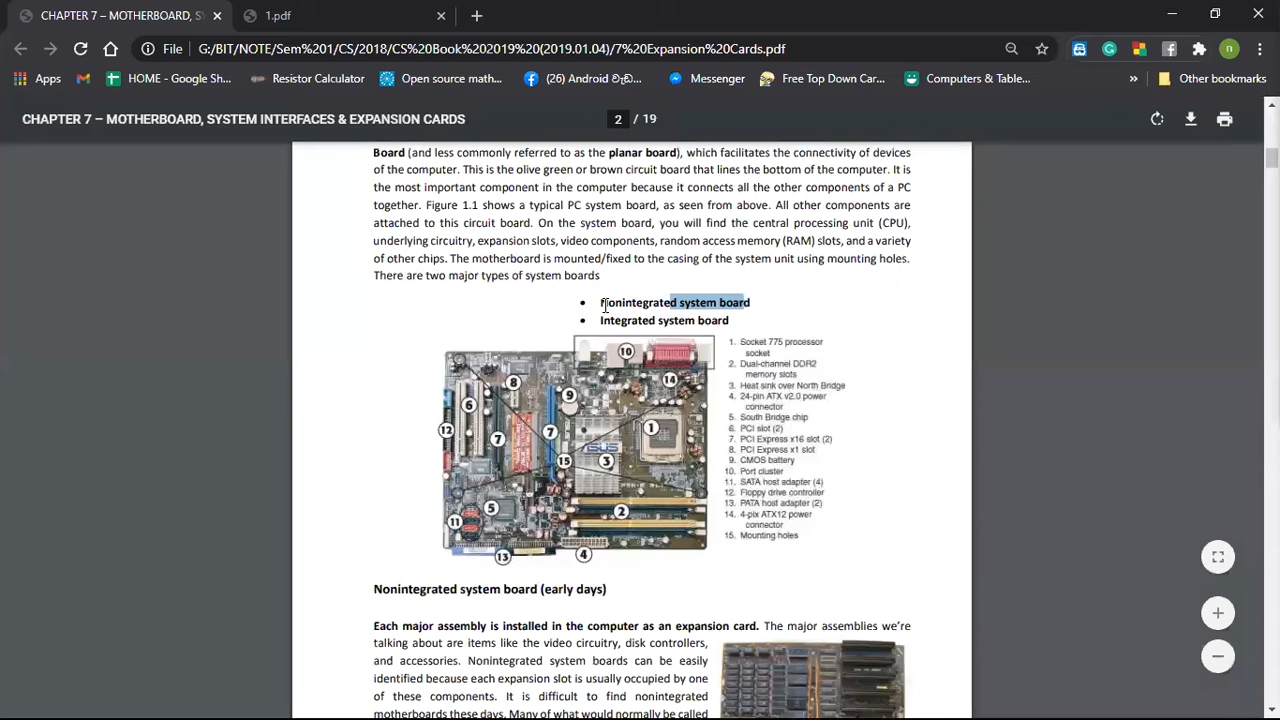 CHAPTER 7 – MOTHERBOARD, S
1.pdf
File
G:/BIT/NOTE/Sem%201/CS/2018/CS%20Book%202019%20(2019.01.04)/7%20Expansion%20Cards.pdf
n
Apps
HOME - Google Sh...
Resistor Calculator
Open source math...
Messenger
Free Top Down Car...
Computers & Table...
»
Other bookmarks
CHAPTER 7 – MOTHERBOARD, SYSTEM INTERFACES & EXPANSION CARDS
2 / 19
Board (and less commonly referred to as the planar board), which facilitates the connectivity of devices
of the computer. This is the olive green or brown circuit board that lines the bottom of the computer. It is
the most important component in the computer because it connects all the other components of a PC
together. Figure 1.1 shows a typical PC system board, as seen from above. All other components are
attached to this circuit board. On the system board, you will find the central processing unit (CPU),
underlying circuitry, expansion slots, video components, random access memory (RAM) slots, and a variety
of other chips. The motherboard is mounted/fixed to the casing of the system unit using mounting holes.
There are two major types of system boards
• Nonintegrated system board
• Integrated system board
10
14
8
9
6
12
7
7
1
15
3
5
2
11
13
4
ASUS
1. Socket 775 processor
socket
2. Dual-channel DDR2
memory slots
3. Heat sink over North Bridge
4. 24-pin ATX v2.0 power
connector
5. South Bridge chip
6. PCI slot (2)
7. PCI Express x16 slot (2)
8. PCI Express x1 slot
9. CMOS battery
10. Port cluster
11. SATA host adapter (4)
12. Floppy drive controller
13. PATA host adapter (2)
14. 4-pix ATX12 power
connector
15. Mounting holes
Nonintegrated system board (early days)
Each major assembly is installed in the computer as an expansion card. The major assemblies we're
talking about are items like the video circuitry, disk controllers,
and accessories. Nonintegrated system boards can be easily
identified because each expansion slot is usually occupied by one
of these components. It is difficult to find nonintegrated
motherboards these days. Many of what would normally be called